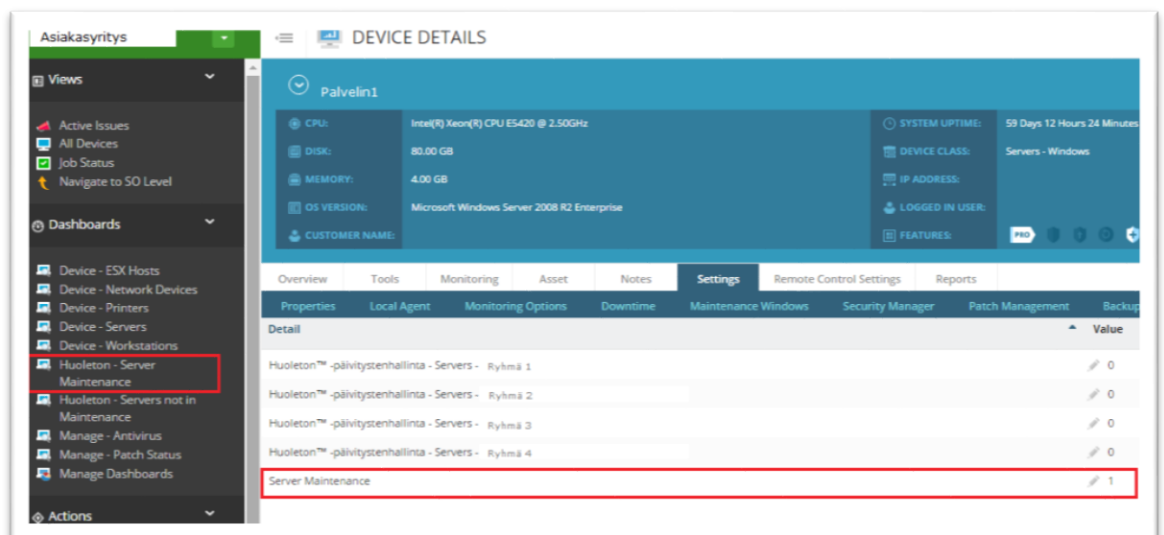 Asiakasyritys
DEVICE DETAILS
Views
Active Issues
All Devices
Job Status
Navigate to SO Level
Dashboards
Device - ESX Hosts
Device - Network Devices
Device - Printers
Device - Servers
Device - Workstations
Huoleton - Server
Maintenance
Huoleton - Servers not in
Maintenance
Manage - Antivirus
Manage - Patch Status
Manage Dashboards
Actions
Palvelin1
CPU: Intel(R) Xeon(R) CPU E5420 @ 2.50GHz
DISK: 80.00 GB
MEMORY: 4.00 GB
OS VERSION: Microsoft Windows Server 2008 R2 Enterprise
CUSTOMER NAME:
SYSTEM UPTIME: 59 Days 12 Hours 24 Minutes
DEVICE CLASS: Servers - Windows
IP ADDRESS:
LOGGED IN USER:
FEATURES: PRO
Overview Tools Monitoring Asset Notes Settings Remote Control Settings Reports
Properties Local Agent Monitoring Options Downtime Maintenance Windows Security Manager Patch Management Backup
Detail Value
Huoleton™ -päivitystenhallinta - Servers - Ryhmä 1 0
Huoleton™ -päivitystenhallinta - Servers - Ryhmä 2 0
Huoleton™ -päivitystenhallinta - Servers - Ryhmä 3 0
Huoleton™ -päivitystenhallinta - Servers - Ryhmä 4 0
Server Maintenance 1